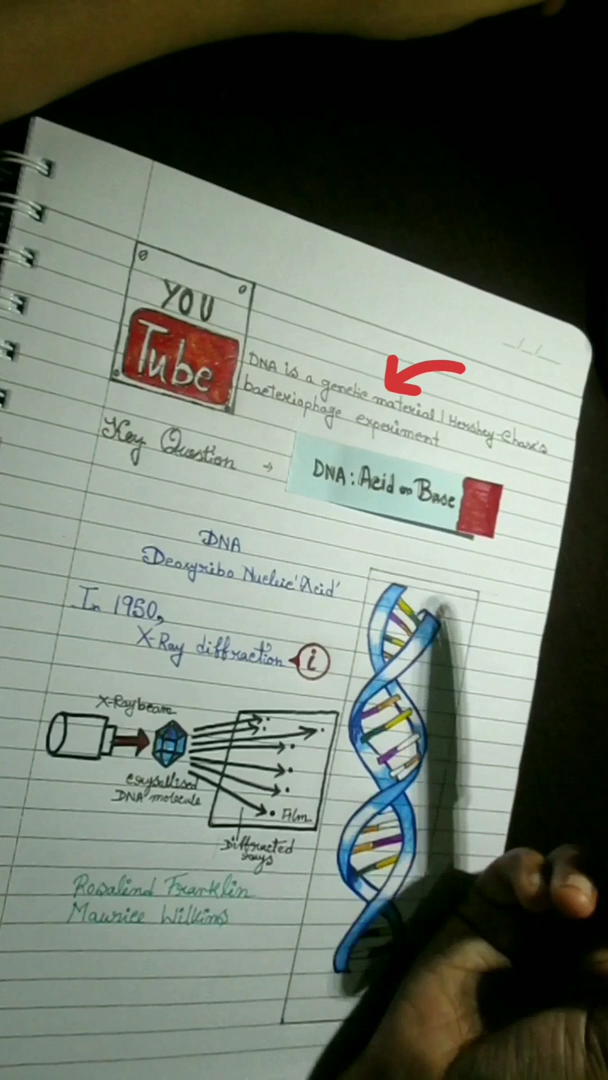 YOU
Tube
DNA is a genetic material | Hershey-Chase's
bacteriophage experiment
Key Question →
DNA: Acid or Base
DNA
Deoxyribo Nucleic 'Acid'
In 1950,
X-Ray diffraction
i
X-Ray beam
crystallised
DNA molecule
Film
Diffracted
rays
Rosalind Franklin
Maurice Wilkins